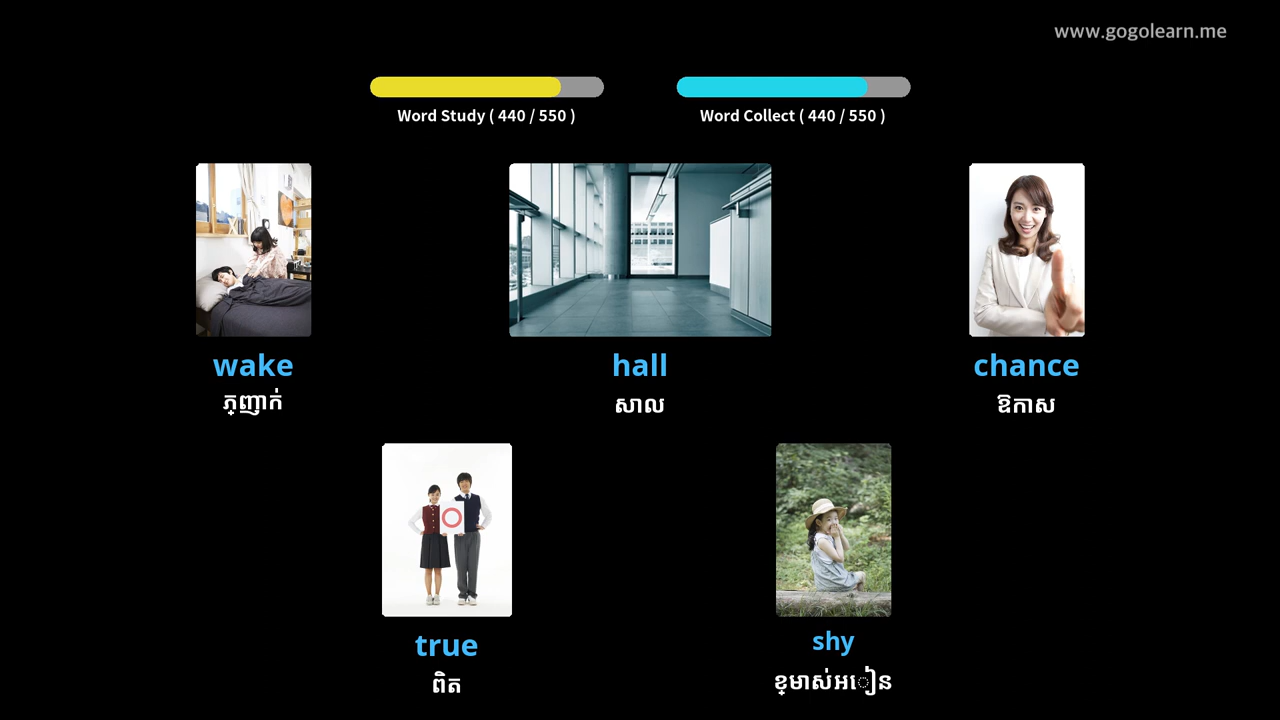 www.gogolearn.me
Word Study ( 440 / 550 )
Word Collect ( 440 / 550 )
wake
ភ្ញាក់
hall
សាល
chance
ឱកាស
true
ពិត
shy
ខ្មាស់អៀន